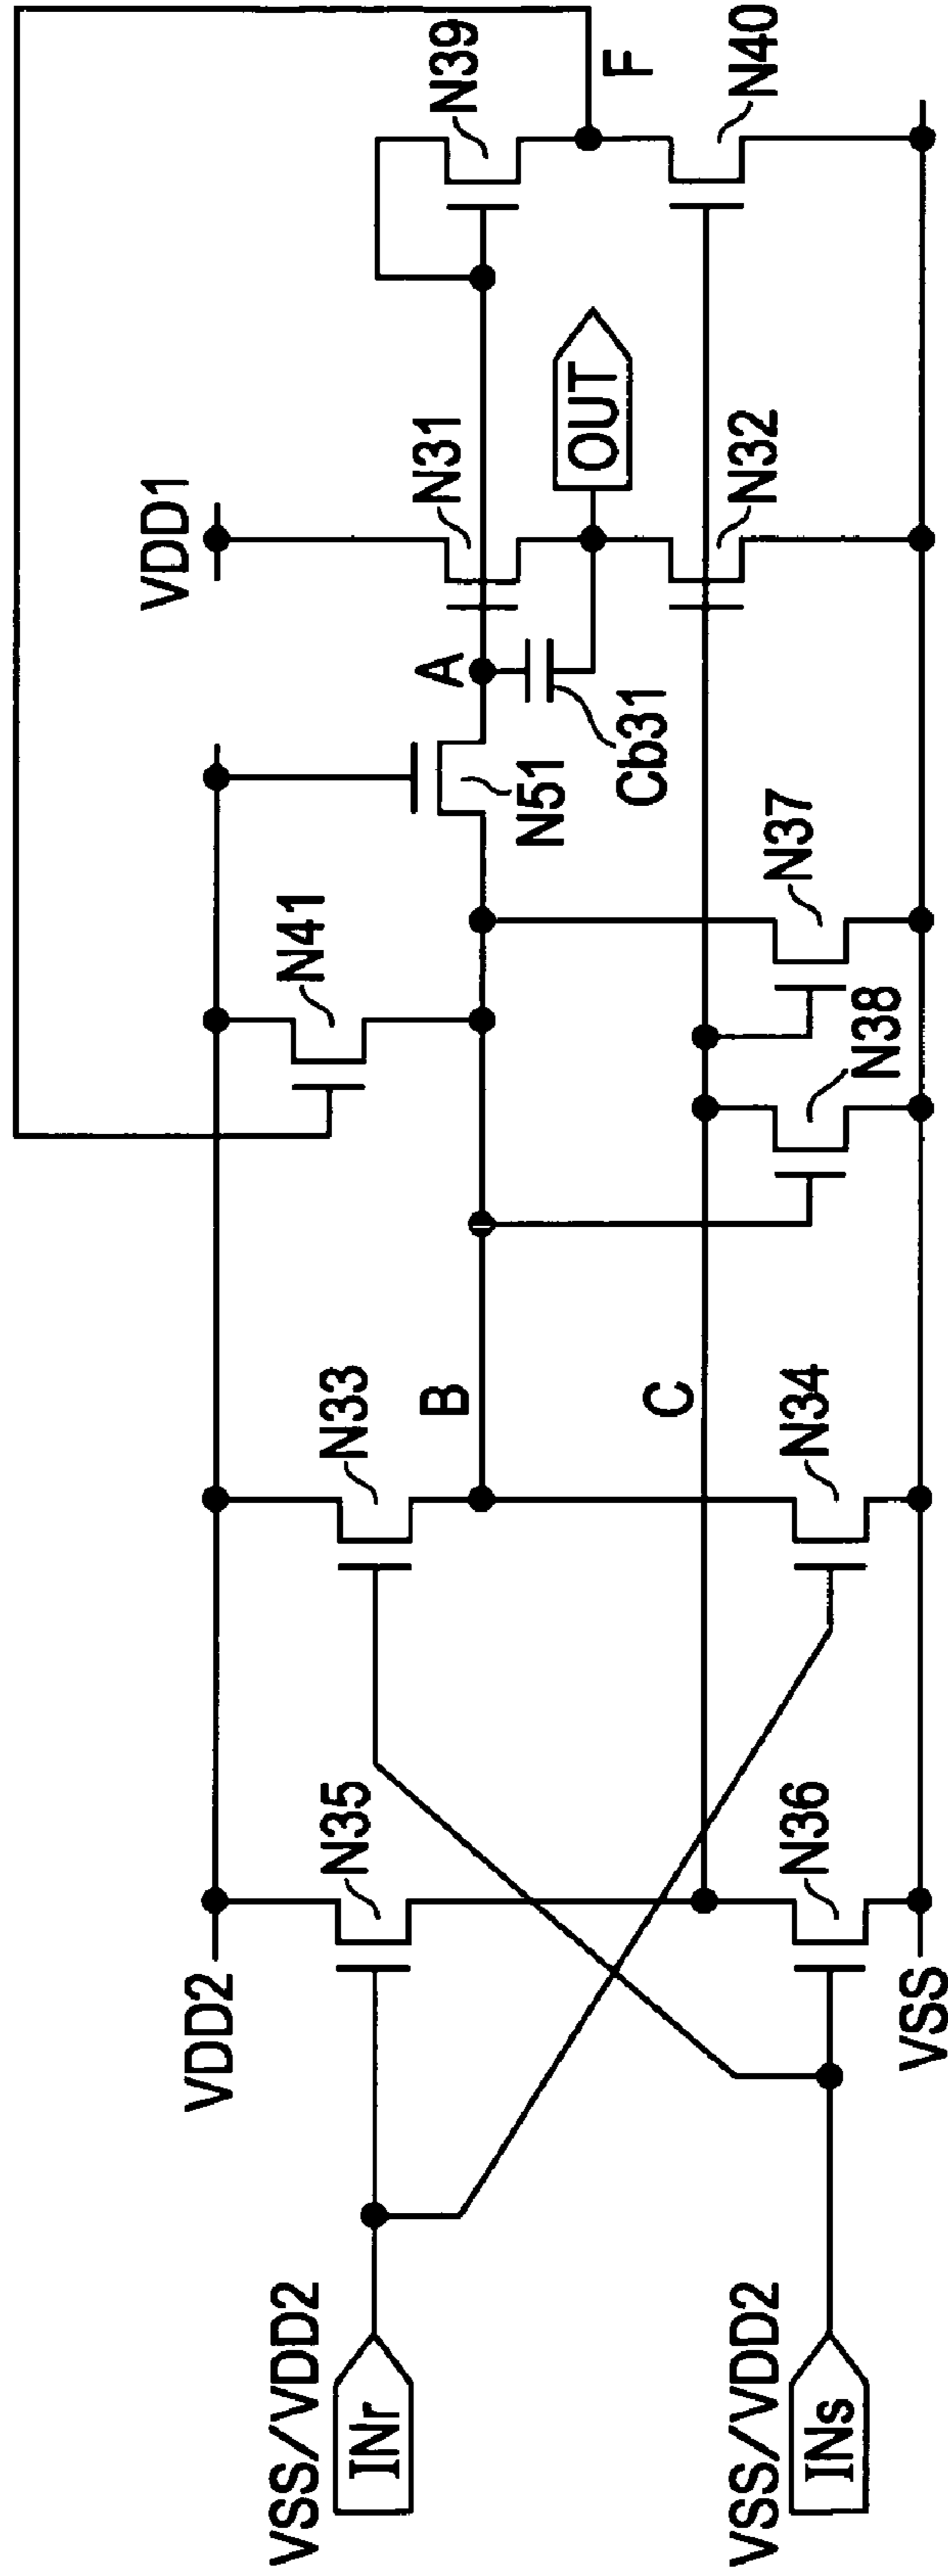 VDD1
VDD2
N35
N33
N41
N31
N39
A
N51
Cb31
OUT
F
B
C
VSS/VDD2
INr
N36
N34
N38
N37
N32
N40
VSS/VDD2
INs
VSS